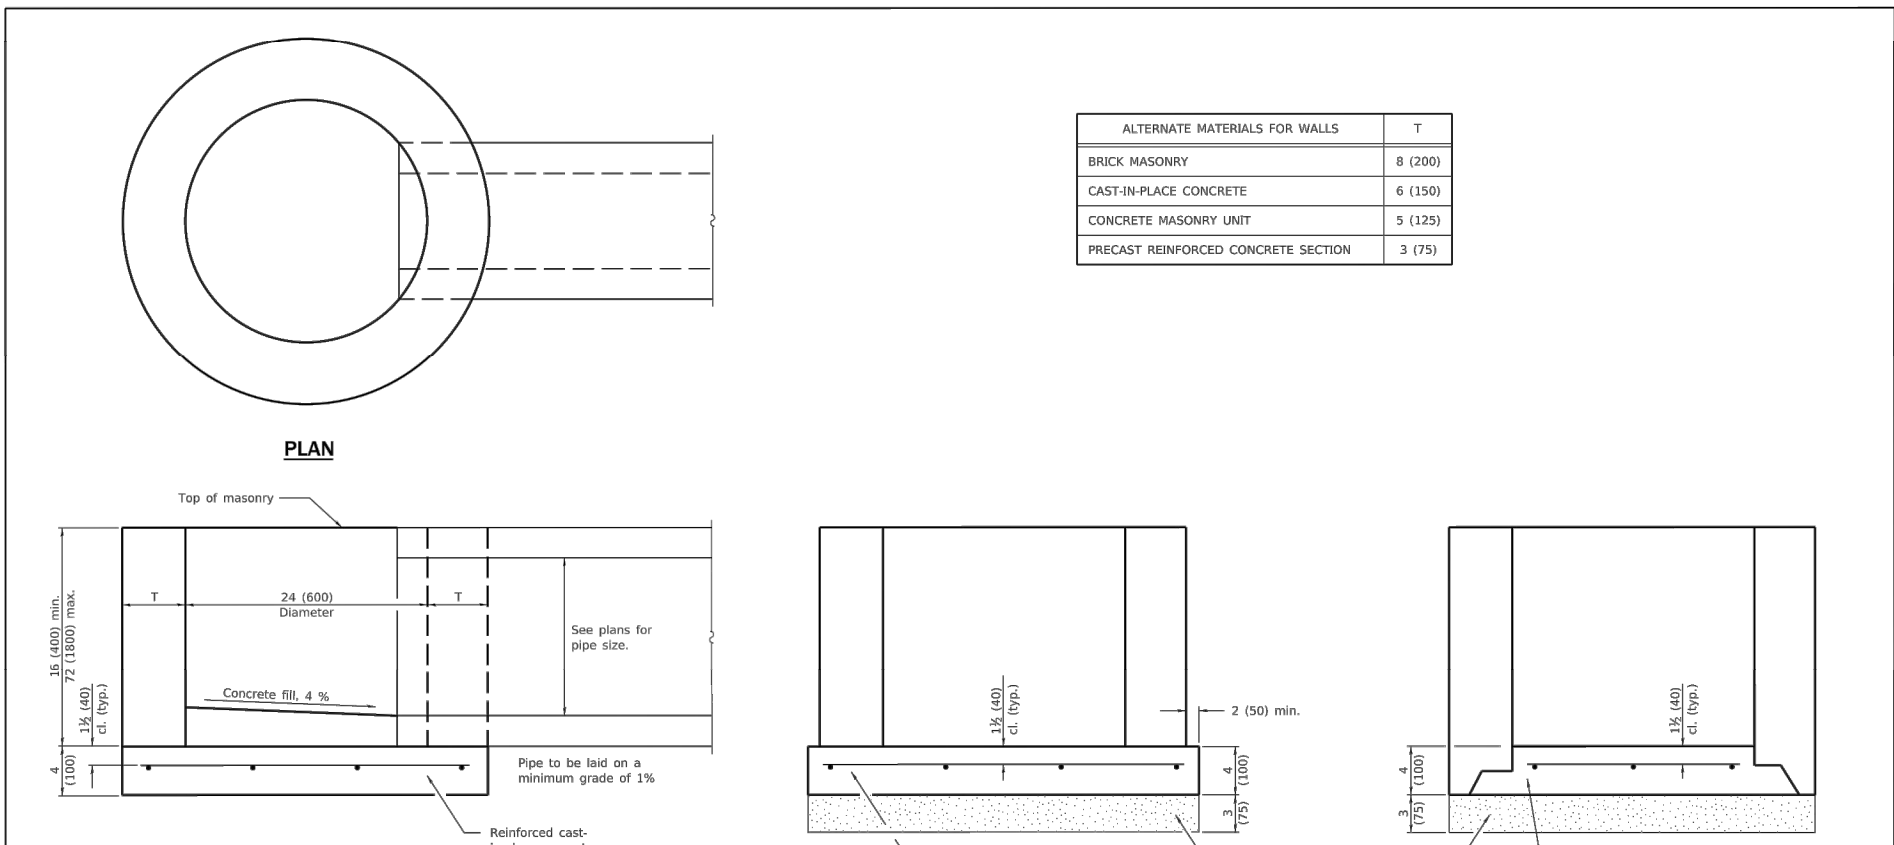 ALTERNATE MATERIALS FOR WALLS T
BRICK MASONRY 8 (200)
CAST-IN-PLACE CONCRETE 6 (150)
CONCRETE MASONRY UNIT 5 (125)
PRECAST REINFORCED CONCRETE SECTION 3 (75)
PLAN
Top of masonry
16 (400) min.
72 (1800) max.
T
24 (600)
Diameter
T
See plans for
pipe size.
Concrete fill, 4 %
1½ (40)
cl. (typ.)
4
(100)
Pipe to be laid on a
minimum grade of 1%
Reinforced cast-
1½ (40)
cl. (typ.)
2 (50) min.
4
(100)
3
(75)
1½ (40)
cl. (typ.)
4
(100)
3
(75)